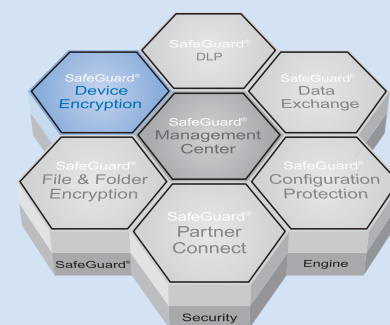 SafeGuard®
DLP
SafeGuard®
Device
Encryption
SafeGuard®
Data
Exchange
SafeGuard®
Management
Center
SafeGuard®
File & Folder
Encryption
SafeGuard®
Configuration
Protection
SafeGuard®
Partner
Connect
SafeGuard®
Security
Engine